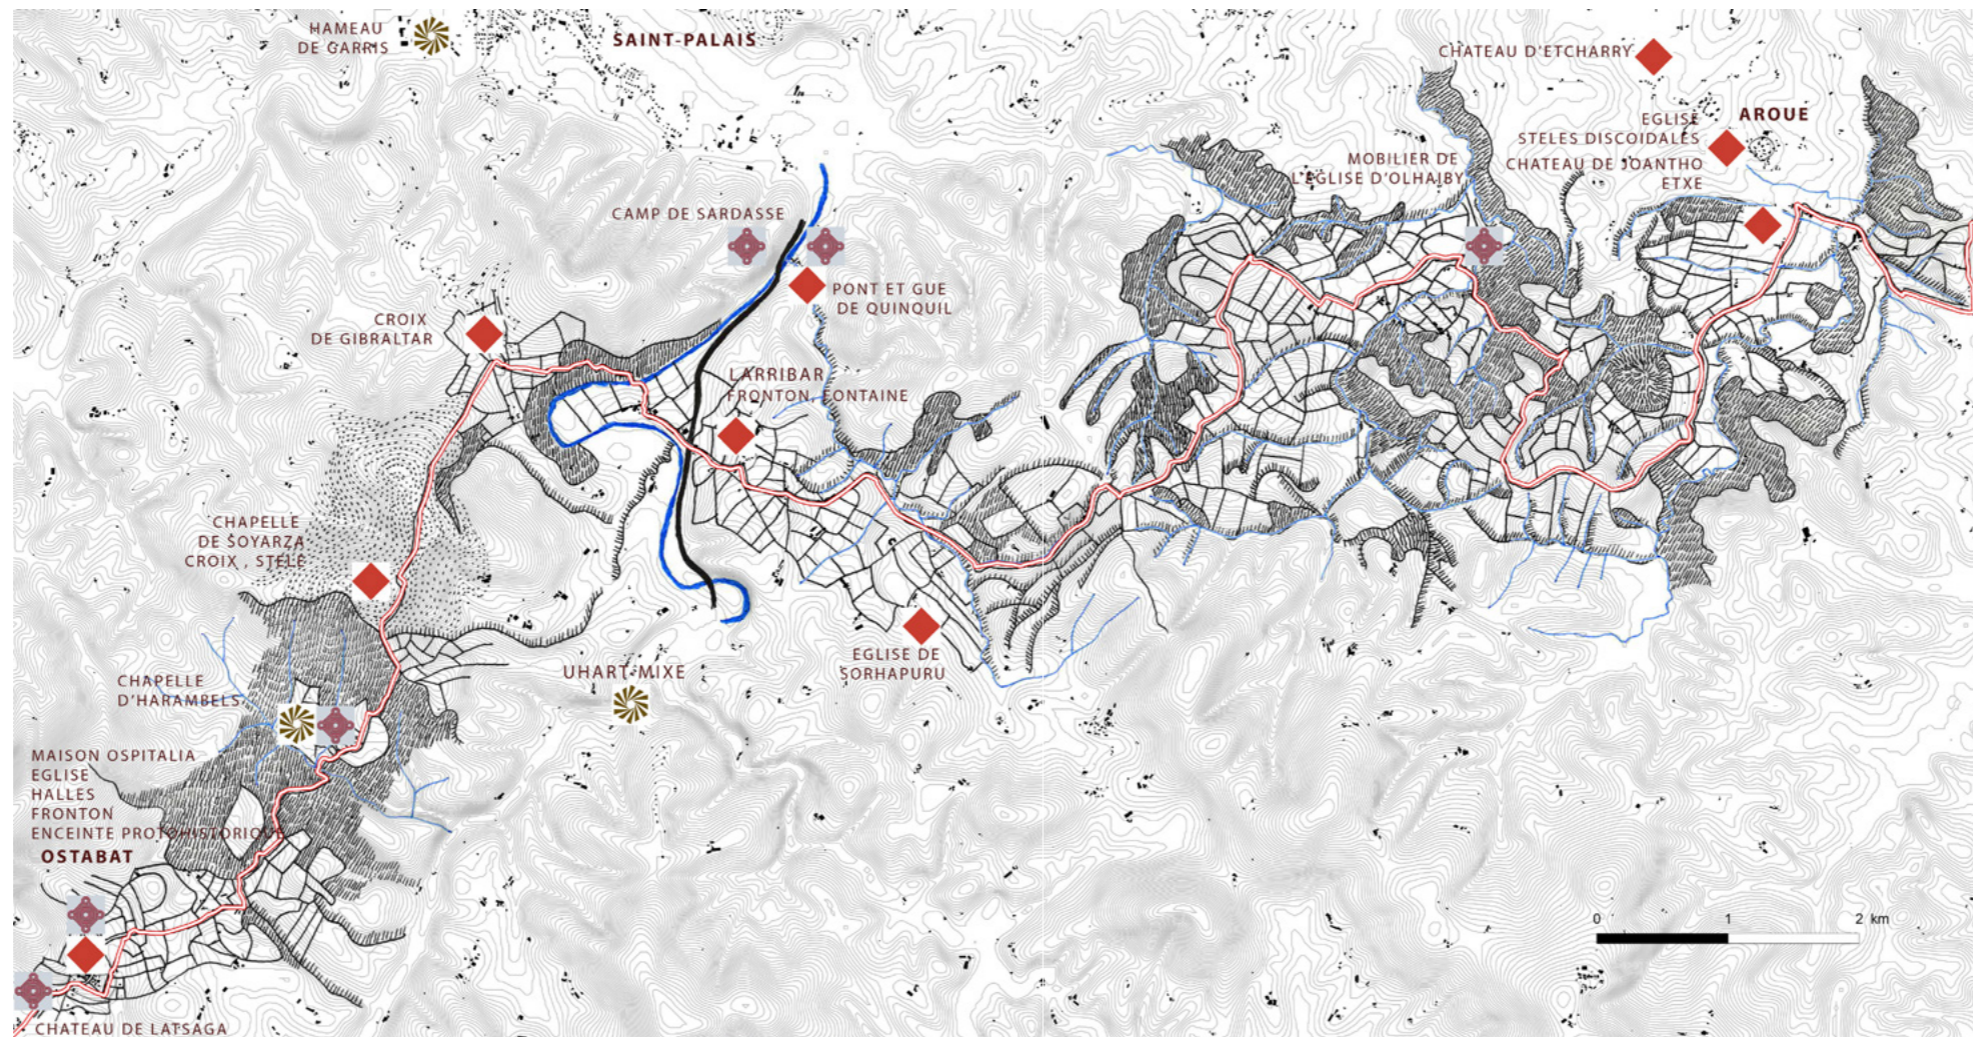 HAMEAU
DE GARRIS
SAINT-PALAIS
CHATEAU D'ETCHARRY
AROUE
EGLISE
STELES DISCOIDALES
CHATEAU DE JOANTHO
ETXE
MOBILIER DE
L'EGLISE D'OLHAIBY
CAMP DE SARDASSE
PONT ET GUE
DE QUINQUIL
CROIX
DE GIBRALTAR
LARRIBAR
FRONTON, FONTAINE
CHAPELLE
DE SOYARZA
CROIX , STELE
EGLISE DE
SORHAPURU
UHART-MIXE
CHAPELLE
D'HARAMBELS
MAISON OSPITALIA
EGLISE
HALLES
FRONTON
ENCEINTE PROTOHISTORIQUE
OSTABAT
CHATEAU DE LATSAGA
0 1 2 km